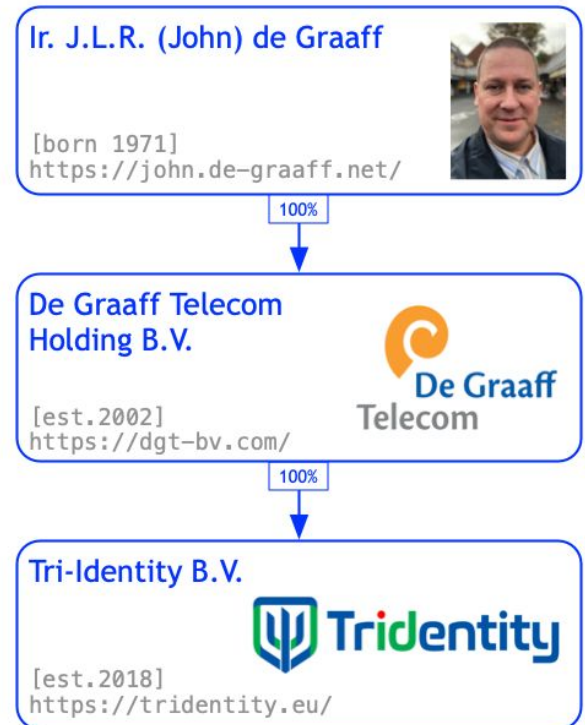 Ir. J.L.R. (John) de Graaff
[born 1971]
https://john.de-graaff.net/
100%
De Graaff Telecom
Holding B.V.
De Graaff
Telecom
[est.2002]
https://dgt-bv.com/
100%
Tri-Identity B.V.
Tridentity
[est.2018]
https://tridentity.eu/